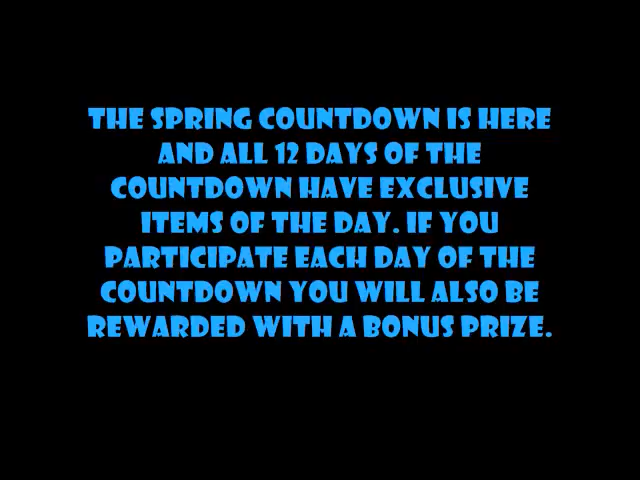 THE SPRING COUNTDOWN IS HERE
AND ALL 12 DAYS OF THE
COUNTDOWN HAVE EXCLUSIVE
ITEMS OF THE DAY. IF YOU
PARTICIPATE EACH DAY OF THE
COUNTDOWN YOU WILL ALSO BE
REWARDED WITH A BONUS PRIZE.